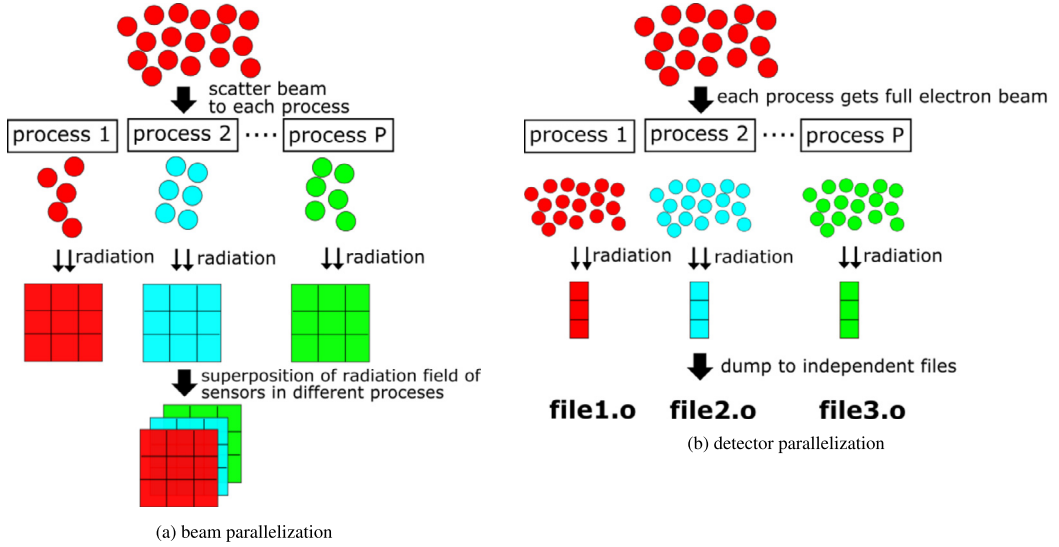 scatter beam
to each process
process 1
process 2
....
process P
radiation
radiation
radiation
superposition of radiation field of
sensors in different proceses
(a) beam parallelization
each process gets full electron beam
process 1
process 2
....
process P
radiation
radiation
radiation
dump to independent files
file1.o
file2.o
file3.o
(b) detector parallelization